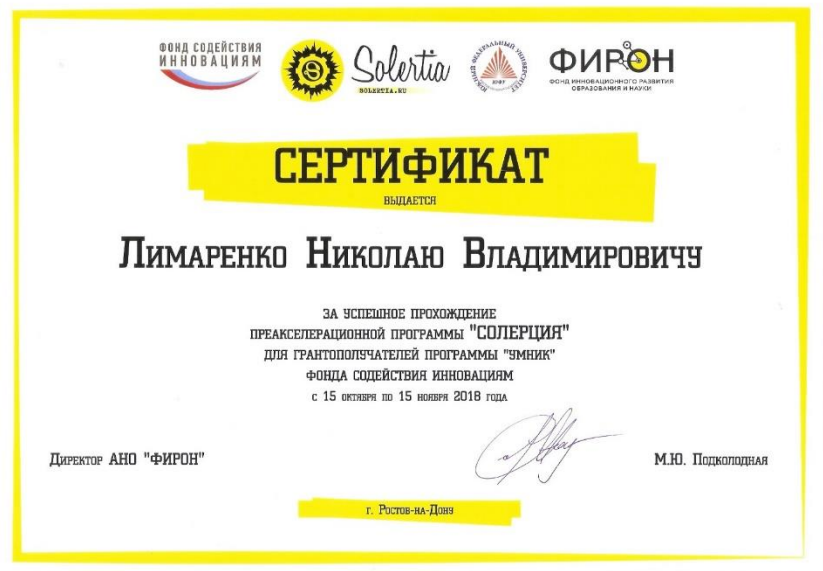 ФОНД СОДЕЙСТВИЯ
ИННОВАЦИЯМ
Solertia
SOLERTIA.RU
ЮЖНЫЙ ФЕДЕРАЛЬНЫЙ УНИВЕРСИТЕТ
ФИРОН
ФОНД ИННОВАЦИОННОГО РАЗВИТИЯ
ОБРАЗОВАНИЯ И НАУКИ
СЕРТИФИКАТ
ВЫДАЕТСЯ
Лимаренко Николаю Владимировичу
ЗА УСПЕШНОЕ ПРОХОЖДЕНИЕ
ПРЕАКСЕЛЕРАЦИОННОЙ ПРОГРАММЫ "СОЛЕРЦИЯ"
ДЛЯ ГРАНТОПОЛУЧАТЕЛЕЙ ПРОГРАММЫ "УМНИК"
ФОНДА СОДЕЙСТВИЯ ИННОВАЦИЯМ
с 15 октября по 15 ноября 2018 года
Директор АНО "ФИРОН"
М.Ю. Подколодная
г. Ростов-на-Дону